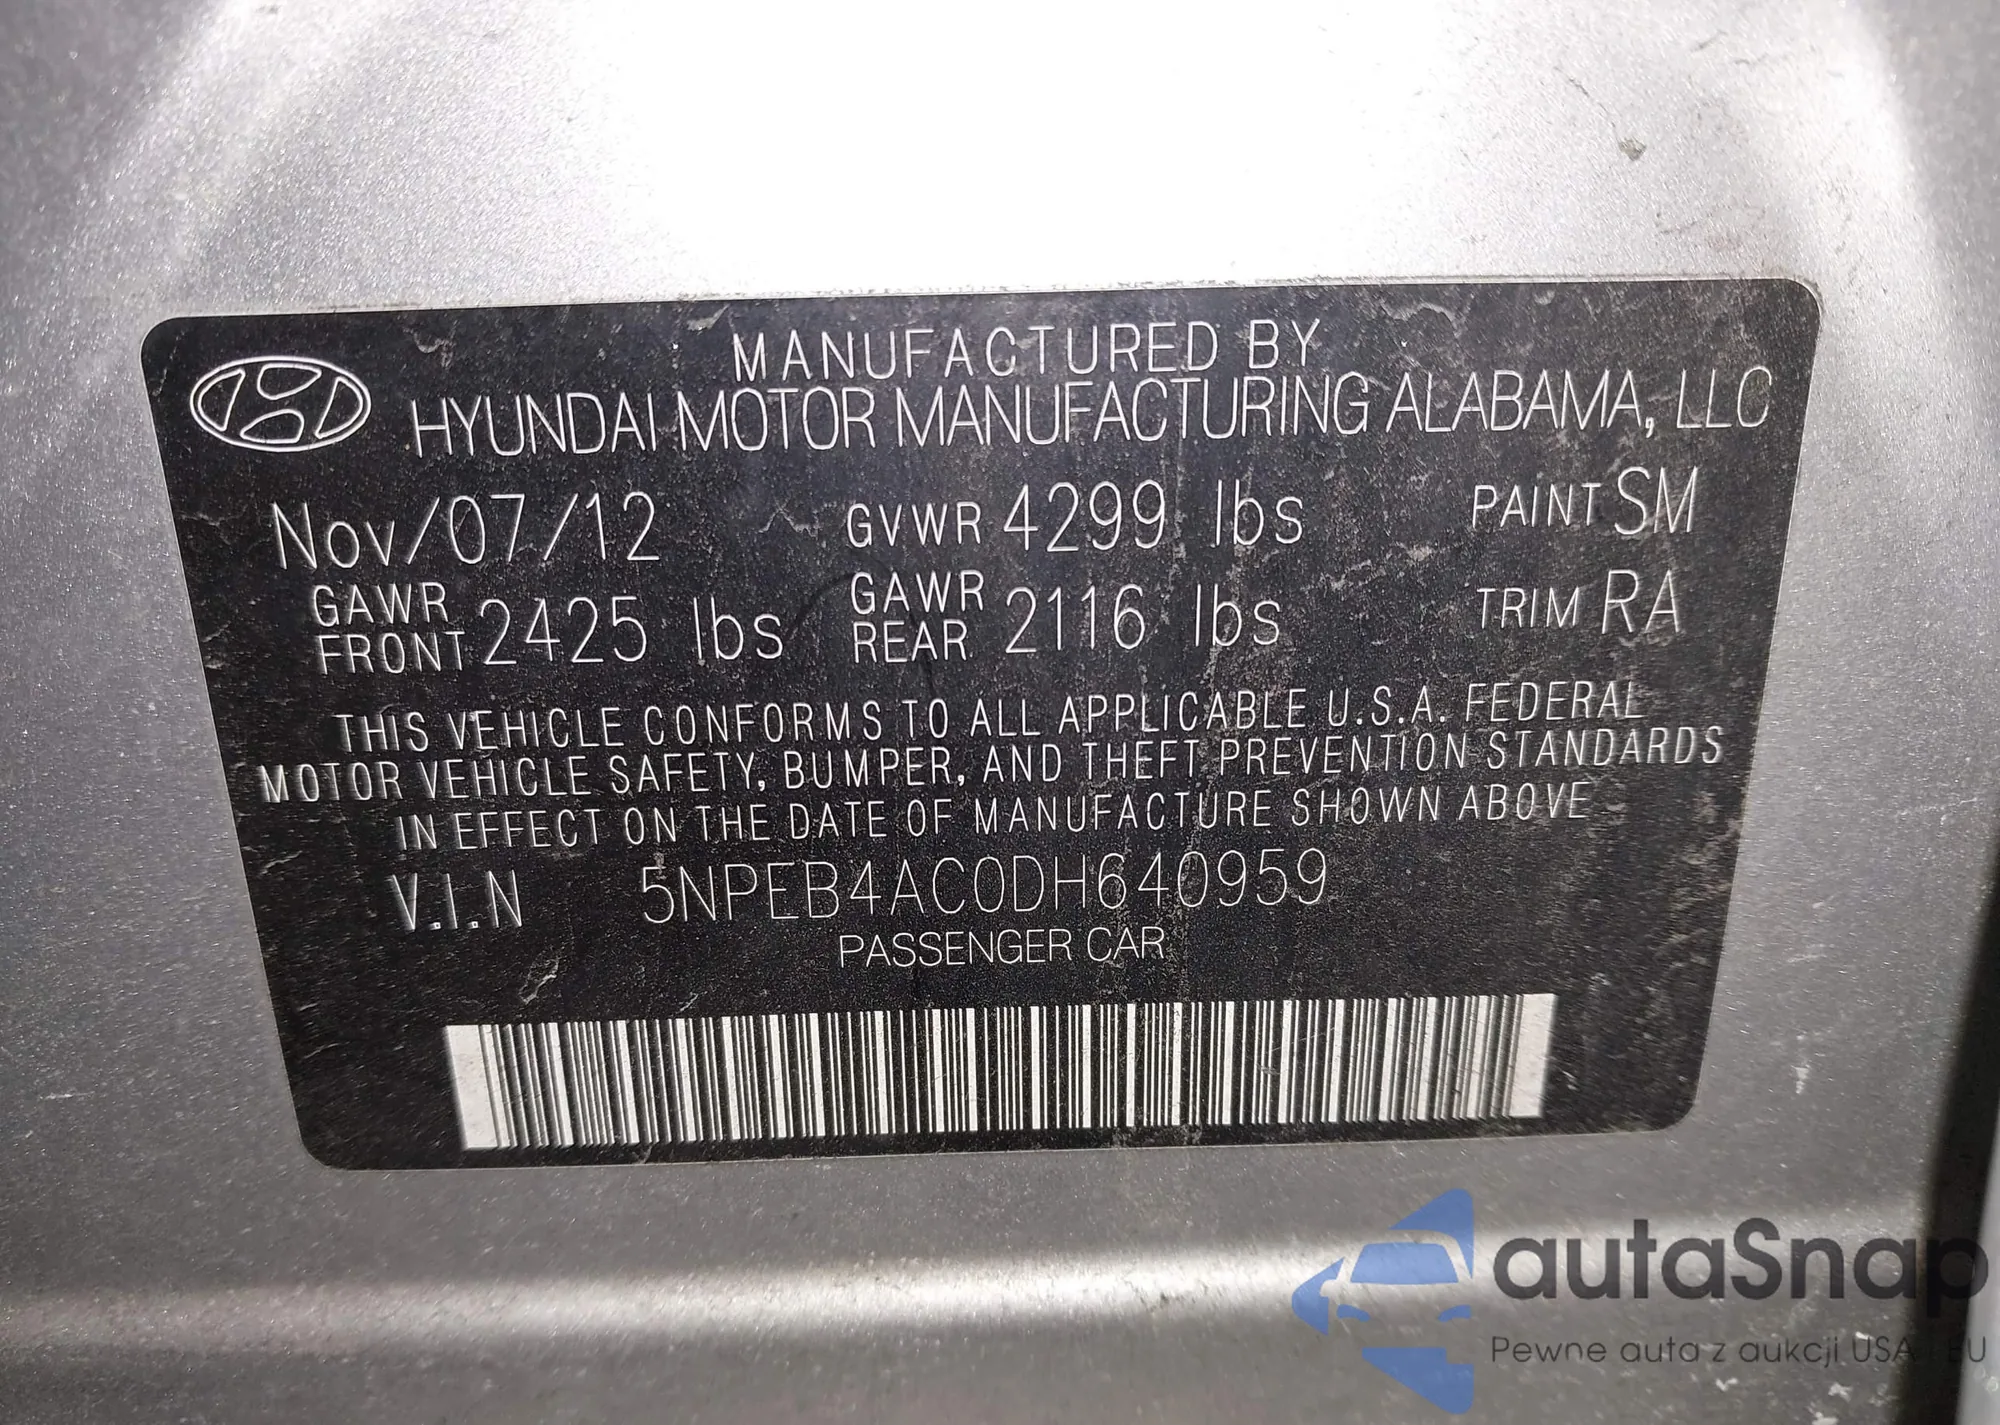 MANUFACTURED BY
HYUNDAI MOTOR MANUFACTURING ALABAMA, LLC
Nov/07/12 GVWR 4299 lbs PAINT SM
GAWR FRONT 2425 lbs GAWR REAR 2116 lbs TRIM RA
THIS VEHICLE CONFORMS TO ALL APPLICABLE U.S.A. FEDERAL
MOTOR VEHICLE SAFETY, BUMPER, AND THEFT PREVENTION STANDARDS
IN EFFECT ON THE DATE OF MANUFACTURE SHOWN ABOVE
V.I.N 5NPEB4AC0DH640959
PASSENGER CAR
autaSnap
Pewne auta z aukcji USA i EU